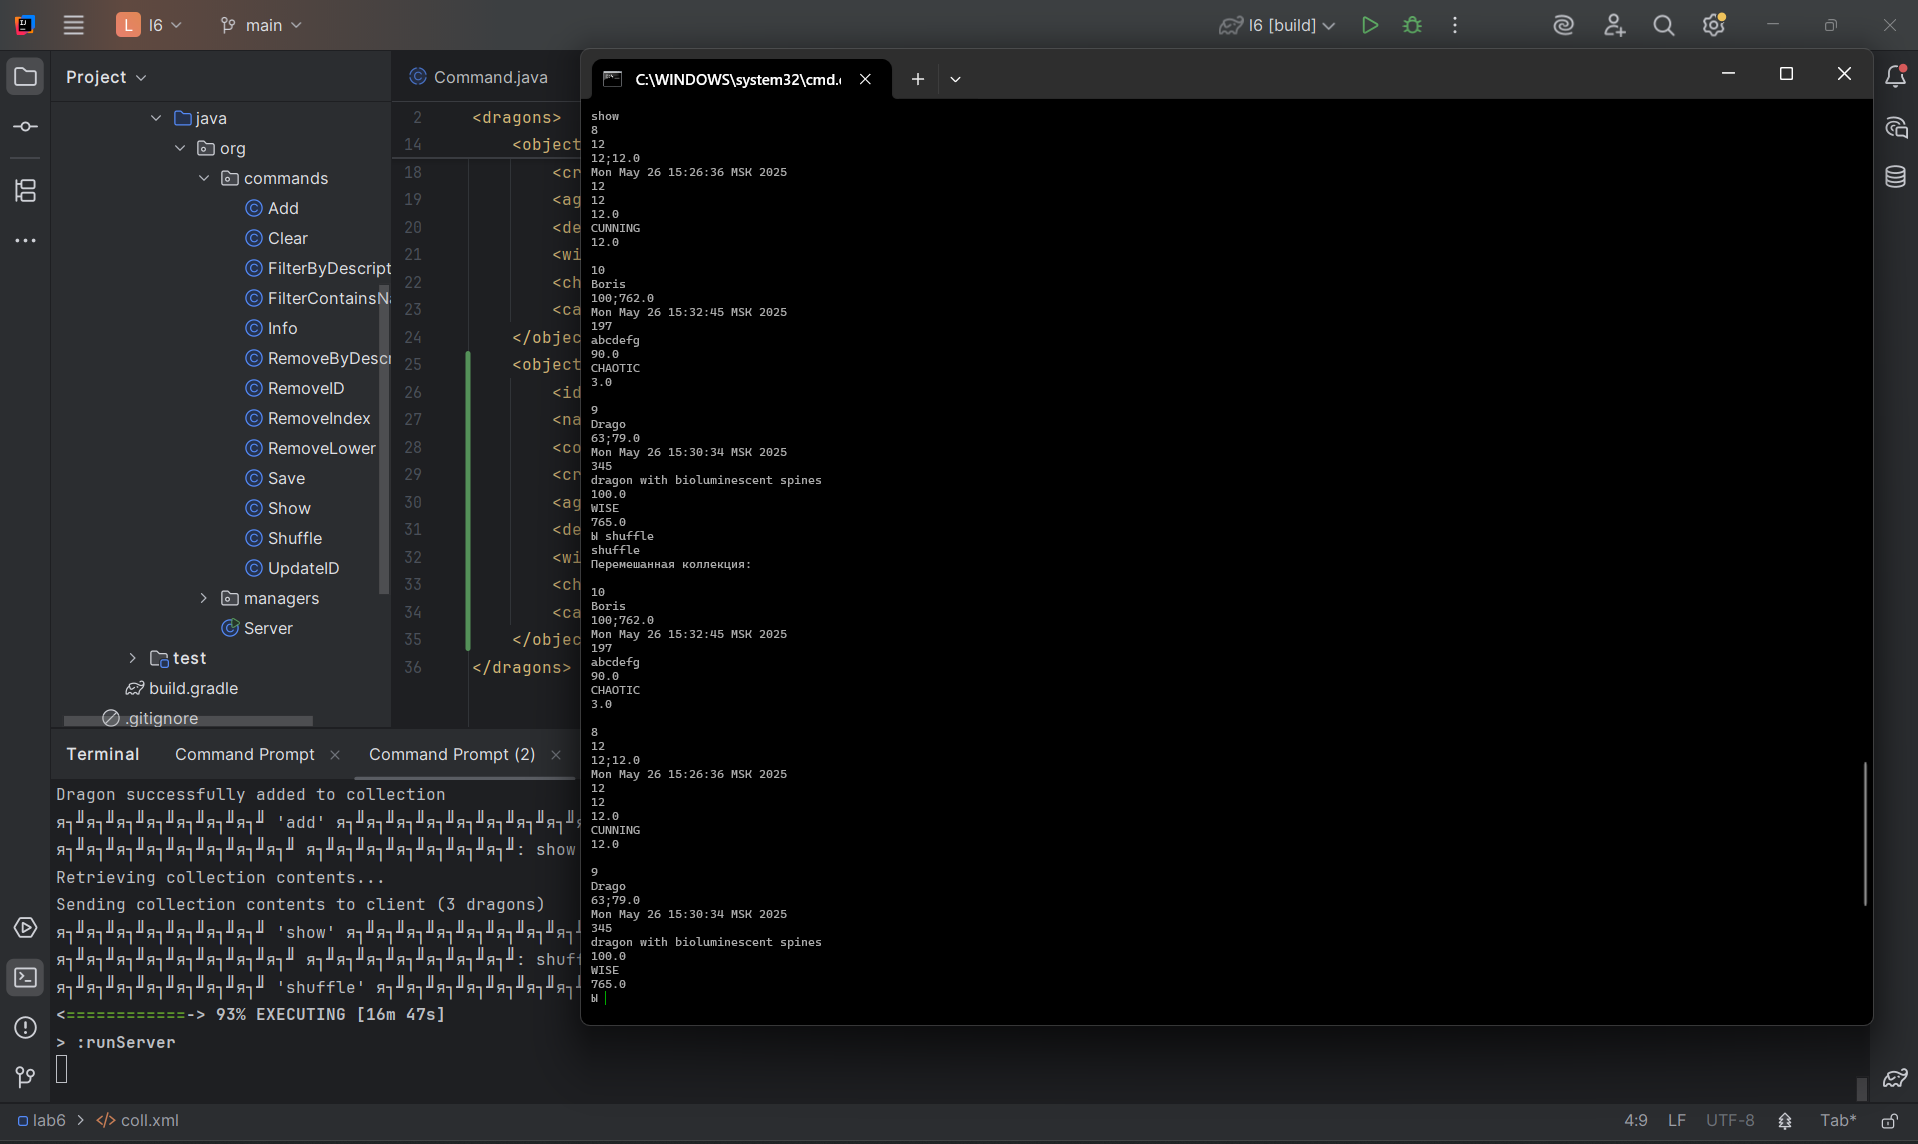 L l6 main l6 [build]
Project
Command.java
java
org
commands
Add
Clear
FilterByDescript
FilterContainsNa
Info
RemoveByDescr
RemoveID
RemoveIndex
RemoveLower
Save
Show
Shuffle
UpdateID
managers
Server
test
build.gradle
.gitignore
2 <dragons>
14 <object
18 <cr
19 <ag
20 <de
21 <wi
22 <ch
23 <ca
24 </objec
25 <object
26 <id
27 <na
28 <co
29 <cr
30 <ag
31 <de
32 <wi
33 <ch
34 <ca
35 </objec
36 </dragons>
C:\WINDOWS\system32\cmd.
show
8
12
12;12.0
Mon May 26 15:26:36 MSK 2025
12
12
12.0
CUNNING
12.0
10
Boris
100;762.0
Mon May 26 15:32:45 MSK 2025
197
abcdefg
90.0
CHAOTIC
3.0
9
Drago
63;79.0
Mon May 26 15:30:34 MSK 2025
345
dragon with bioluminescent spines
100.0
WISE
765.0
Ы shuffle
shuffle
Перемешанная коллекция:
10
Boris
100;762.0
Mon May 26 15:32:45 MSK 2025
197
abcdefg
90.0
CHAOTIC
3.0
8
12
12;12.0
Mon May 26 15:26:36 MSK 2025
12
12
12.0
CUNNING
12.0
9
Drago
63;79.0
Mon May 26 15:30:34 MSK 2025
345
dragon with bioluminescent spines
100.0
WISE
765.0
Ы
Terminal Command Prompt Command Prompt (2)
Dragon successfully added to collection
я┐╜я┐╜я┐╜я┐╜я┐╜я┐╜я┐╜ 'add' я┐╜я┐╜я┐╜я┐╜я┐╜я┐╜я┐╜я┐╜
я┐╜я┐╜я┐╜я┐╜я┐╜я┐╜я┐╜я┐╜ я┐╜я┐╜я┐╜я┐╜я┐╜я┐╜я┐╜: show
Retrieving collection contents...
Sending collection contents to client (3 dragons)
я┐╜я┐╜я┐╜я┐╜я┐╜я┐╜я┐╜ 'show' я┐╜я┐╜я┐╜я┐╜я┐╜я┐╜я┐╜я┐╜
я┐╜я┐╜я┐╜я┐╜я┐╜я┐╜я┐╜я┐╜ я┐╜я┐╜я┐╜я┐╜я┐╜я┐╜я┐╜: shuff
я┐╜я┐╜я┐╜я┐╜я┐╜я┐╜я┐╜ 'shuffle' я┐╜я┐╜я┐╜я┐╜я┐╜я┐╜я┐╜
<============-> 93% EXECUTING [16m 47s]
> :runServer
lab6 > </> coll.xml 4:9 LF UTF-8 Tab*